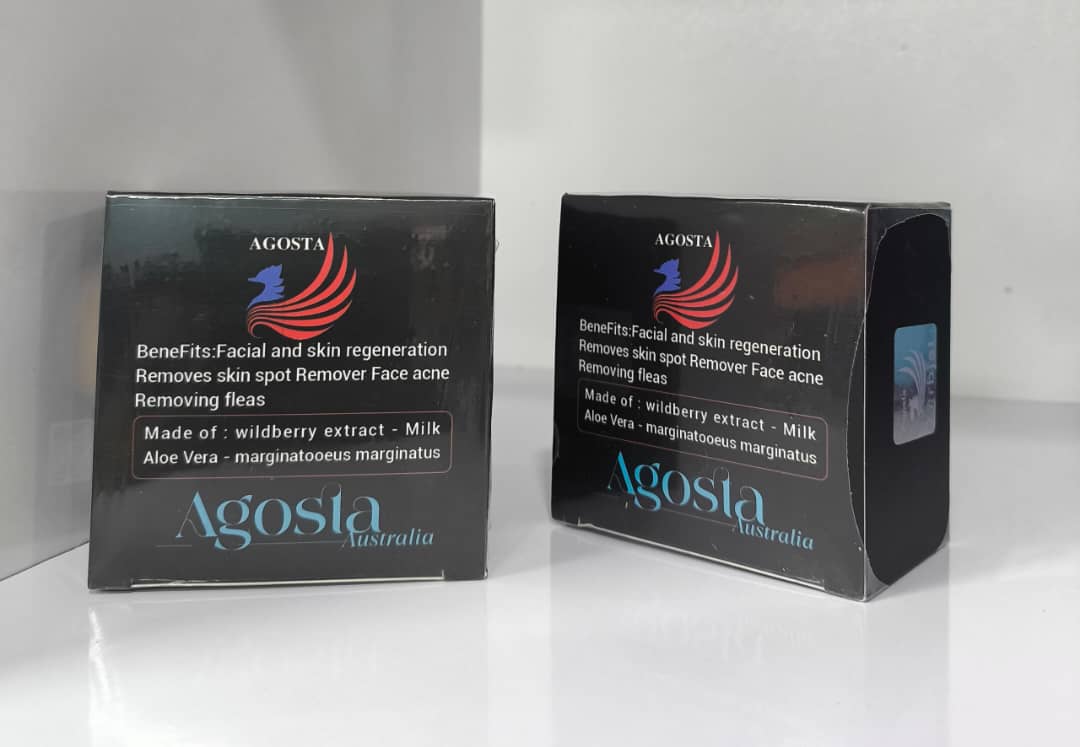 AGOSTA
BeneFits:Facial and skin regeneration
Removes skin spot Remover Face acne
Removing fleas
Made of : wildberry extract - Milk
Aloe Vera - marginatooeus marginatus
Agosta
Australia
AGOSTA
BeneFits:Facial and skin regeneration
Removes skin spot Remover Face acne
Removing fleas
Made of : wildberry extract - Milk
Aloe Vera - marginatooeus marginatus
Agosta
Australia